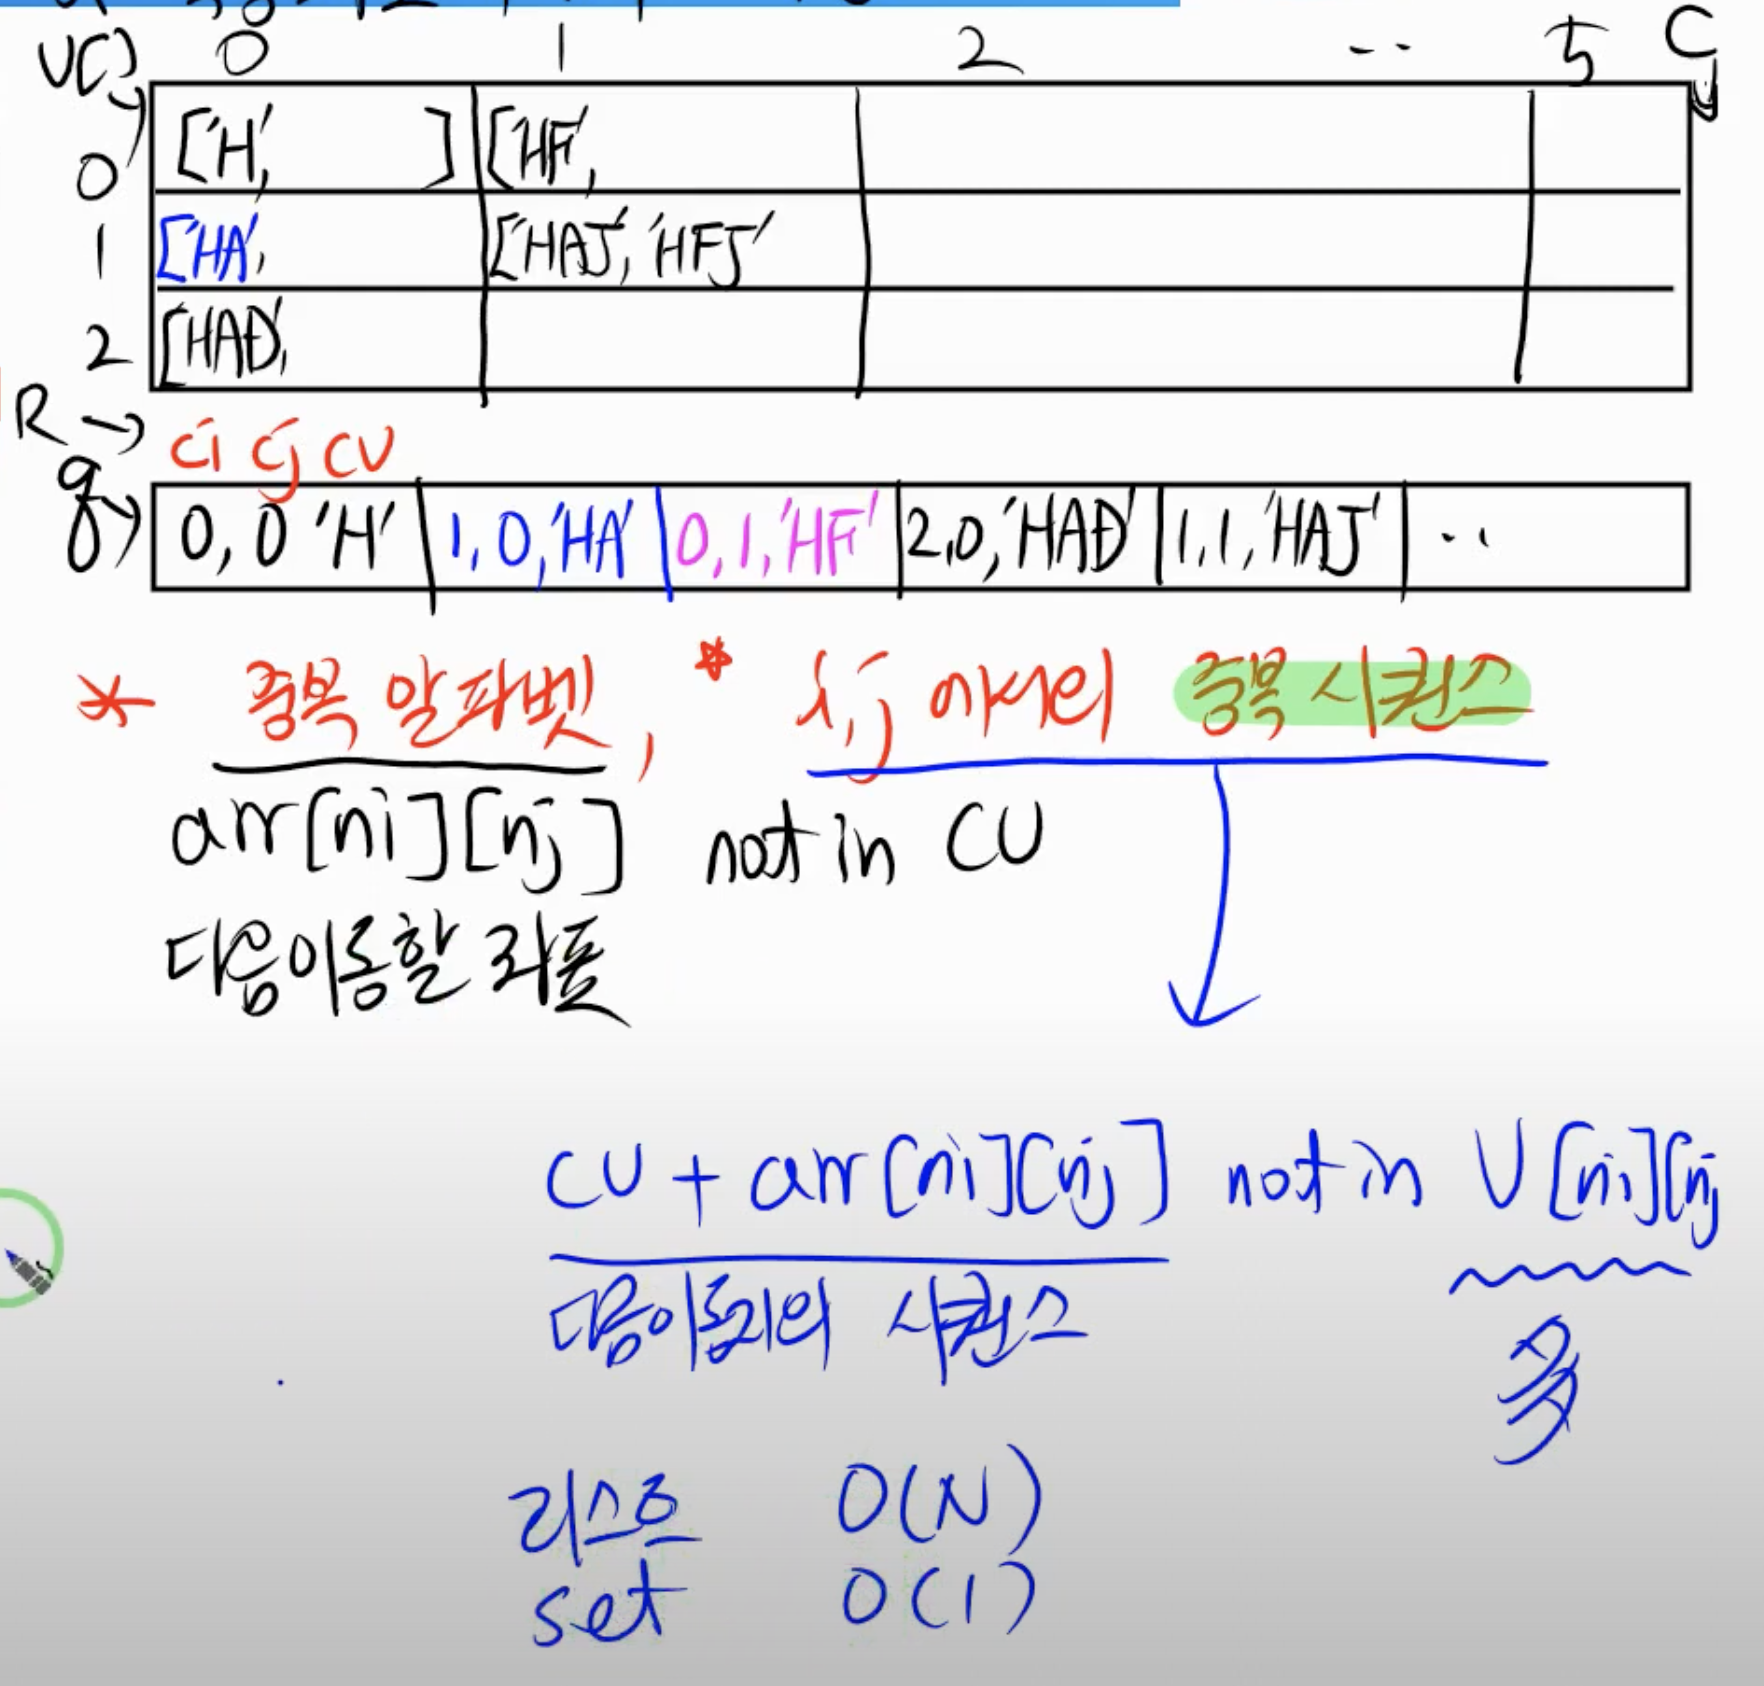 V[] 0 1 2 -- 5 C
0 ['H', ] ['HF',
1 ['HA', ['HAJ', 'HFJ'
2 ['HAD',
R
ci cj cv
q 0, 0 'H' 1, 0, 'HA' 0, 1, 'HF' 2,0, 'HAD' 1, 1, 'HAJ' ..
* 중복 알파벳, * i,j 에서의 중복 시퀀스
arr[ni][nj] not in CV
다음이동할 좌표
CV + arr[ni][nj] not in V[ni][nj
다음이동지의 시퀀스
多
리스트 O(N)
set O(1)